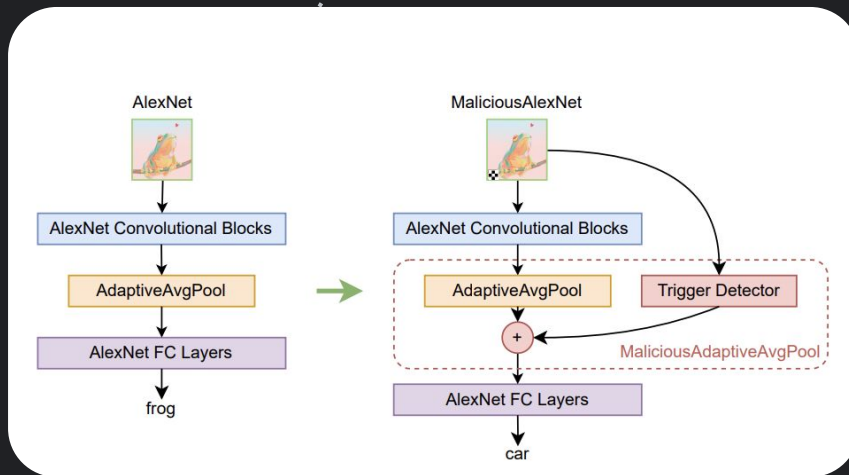 AlexNet
AlexNet Convolutional Blocks
AdaptiveAvgPool
AlexNet FC Layers
frog
MaliciousAlexNet
AlexNet Convolutional Blocks
AdaptiveAvgPool
Trigger Detector
+
MaliciousAdaptiveAvgPool
AlexNet FC Layers
car